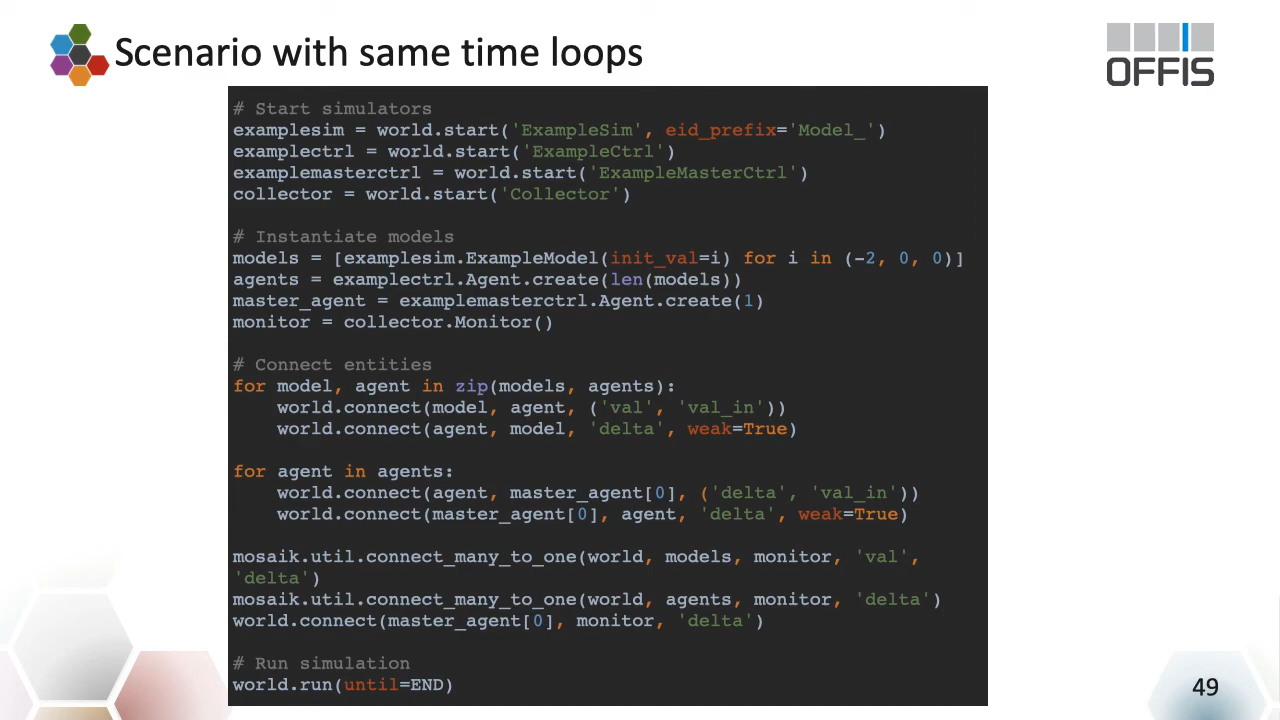 Scenario with same time loops
OFFIS
# Start simulators
examplesim = world.start('ExampleSim', eid_prefix='Model_')
examplectrl = world.start('ExampleCtrl')
examplemasterctrl = world.start('ExampleMasterCtrl')
collector = world.start('Collector')

# Instantiate models
models = [examplesim.ExampleModel(init_val=i) for i in (-2, 0, 0)]
agents = examplectrl.Agent.create(len(models))
master_agent = examplemasterctrl.Agent.create(1)
monitor = collector.Monitor()

# Connect entities
for model, agent in zip(models, agents):
    world.connect(model, agent, ('val', 'val_in'))
    world.connect(agent, model, 'delta', weak=True)

for agent in agents:
    world.connect(agent, master_agent[0], ('delta', 'val_in'))
    world.connect(master_agent[0], agent, 'delta', weak=True)

mosaik.util.connect_many_to_one(world, models, monitor, 'val',
'delta')
mosaik.util.connect_many_to_one(world, agents, monitor, 'delta')
world.connect(master_agent[0], monitor, 'delta')

# Run simulation
world.run(until=END)
49